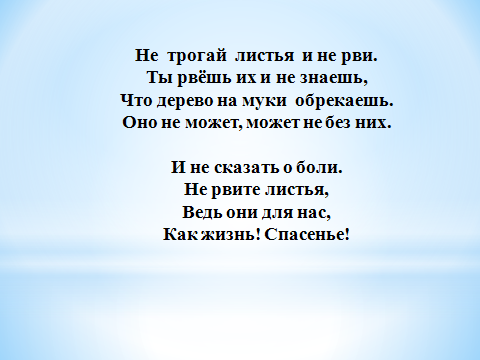 Не трогай листья и не рви.
Ты рвёшь их и не знаешь,
Что дерево на муки обрекаешь.
Оно не может, может не без них.
И не сказать о боли.
Не рвите листья,
Ведь они для нас,
Как жизнь! Спасенье!